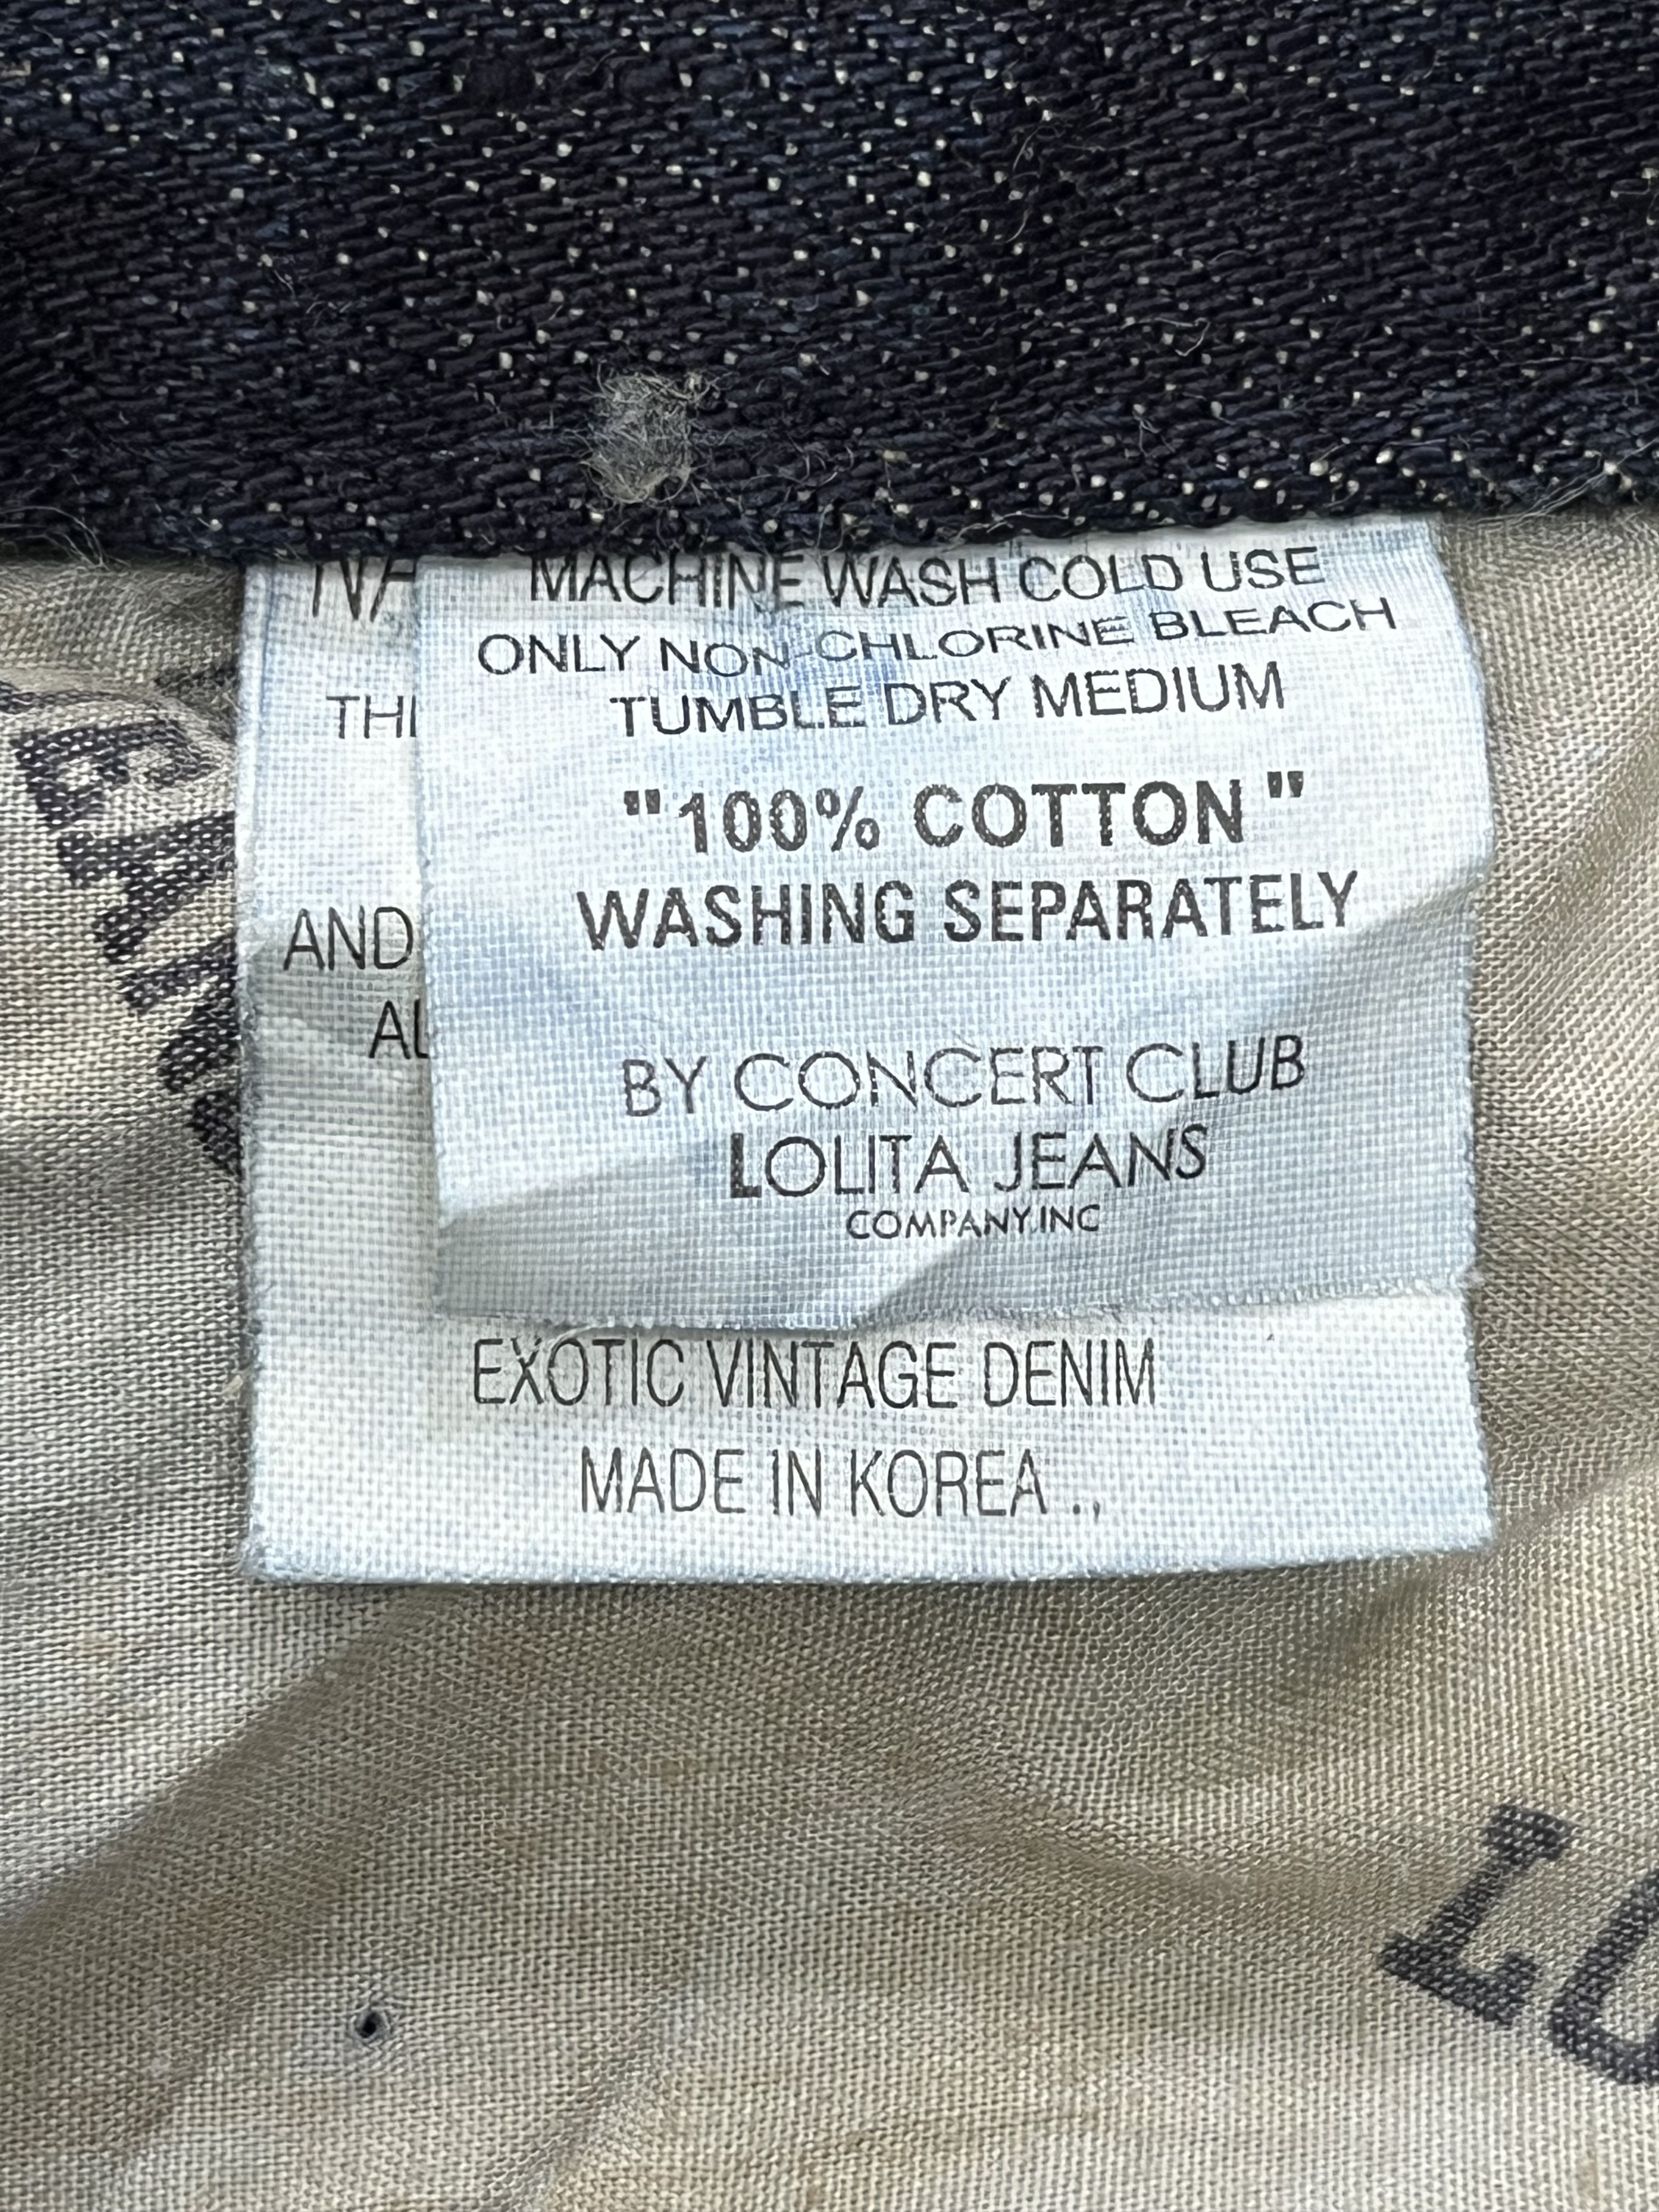 MACHINE WASH COLD USE
ONLY NON-CHLORINE BLEACH
TUMBLE DRY MEDIUM
"100% COTTON"
WASHING SEPARATELY
BY CONCERT CLUB
LOLITA JEANS
COMPANY.INC
AND
EXOTIC VINTAGE DENIM
MADE IN KOREA .,